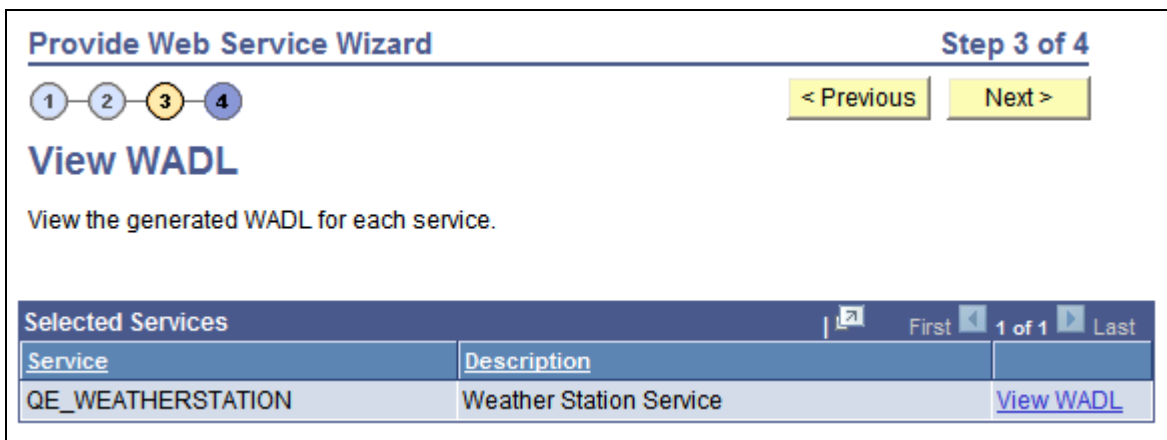 Provide Web Service Wizard Step 3 of 4
1 2 3 4 < Previous Next >
View WADL
View the generated WADL for each service.
Selected Services | First 1 of 1 Last
Service Description
QE_WEATHERSTATION Weather Station Service View WADL